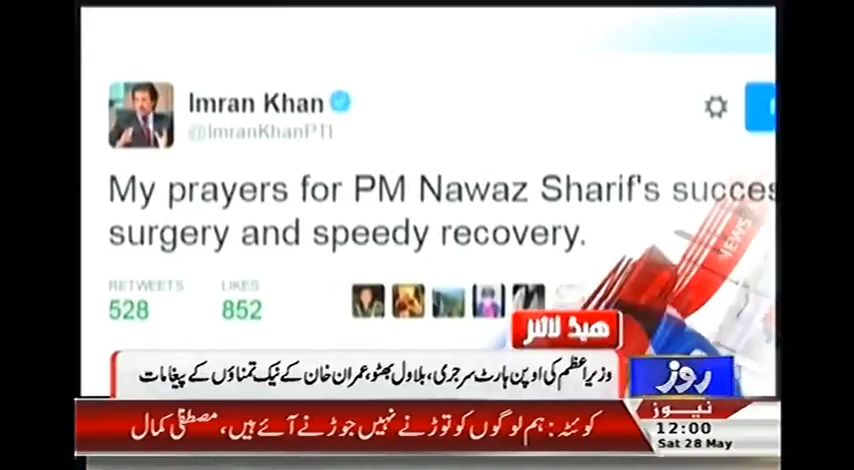 Imran Khan
@ImranKhanPTI
My prayers for PM Nawaz Sharif's succes
surgery and speedy recovery.
RETWEETS LIKES
528 852
NEWS
ھیڈ لائنز
وزیراعظم کی اوپن ہارٹ سرجری، بلاول بھٹو، عمران خان کے نیک تمناؤں کے پیغامات
روز
نیوز
کوئٹہ : ہم لوگوں کو توڑنے نہیں جوڑنے آئے ہیں، مصطفیٰ کمال
12:00
Sat 28 May